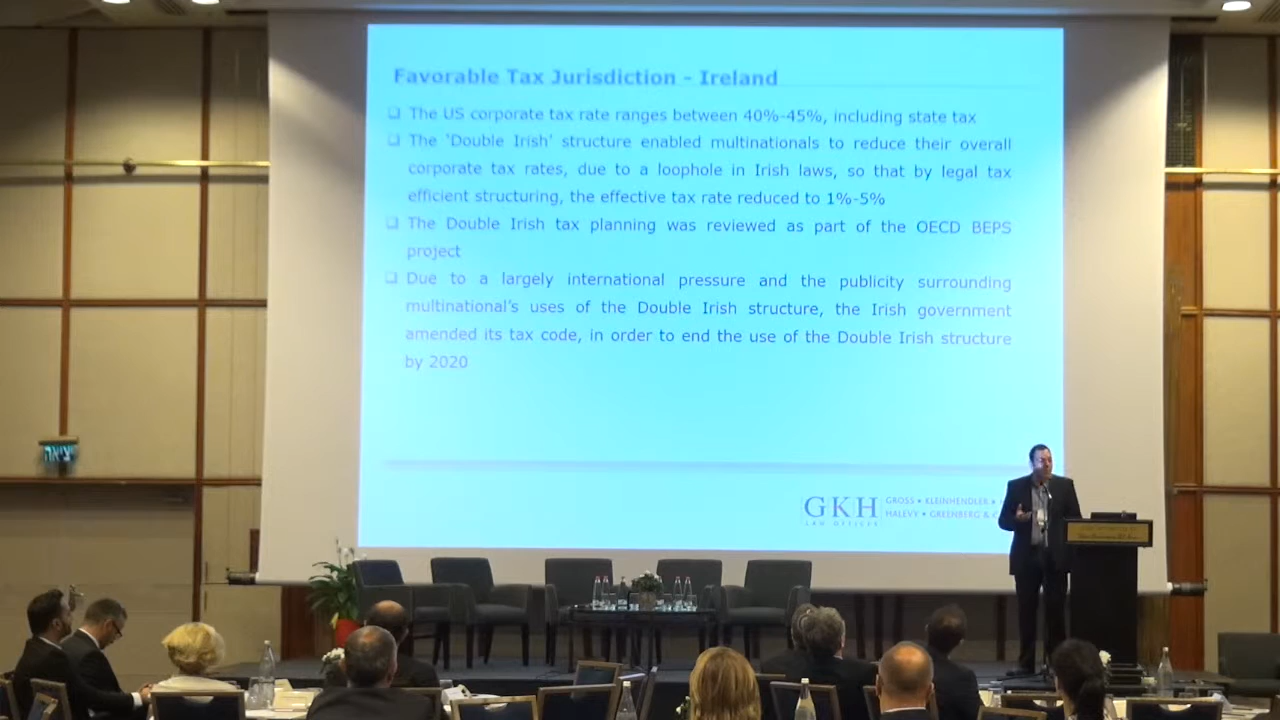 Favorable Tax Jurisdiction - Ireland
❑ The US corporate tax rate ranges between 40%-45%, including state tax
❑ The 'Double Irish' structure enabled multinationals to reduce their overall
corporate tax rates, due to a loophole in Irish laws, so that by legal tax
efficient structuring, the effective tax rate reduced to 1%-5%
❑ The Double Irish tax planning was reviewed as part of the OECD BEPS
project
❑ Due to a largely international pressure and the publicity surrounding
multinational's uses of the Double Irish structure, the Irish government
amended its tax code, in order to end the use of the Double Irish structure
by 2020
יציאה
GKH GROSS • KLEINHENDLER •
LAW OFFICES HALEVY • GREENBERG &